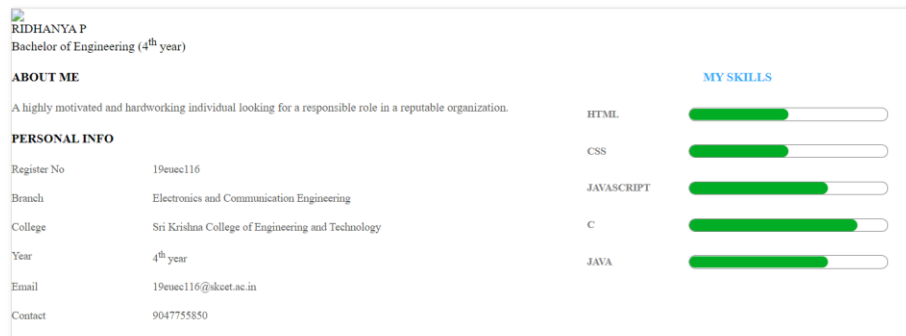 RIDHANYA P
Bachelor of Engineering (4th year)
ABOUT ME
A highly motivated and hardworking individual looking for a responsible role in a reputable organization.
PERSONAL INFO
Register No 19euec116
Branch Electronics and Communication Engineering
College Sri Krishna College of Engineering and Technology
Year 4th year
Email 19euec116@skcet.ac.in
Contact 9047755850
MY SKILLS
HTML
CSS
JAVASCRIPT
C
JAVA